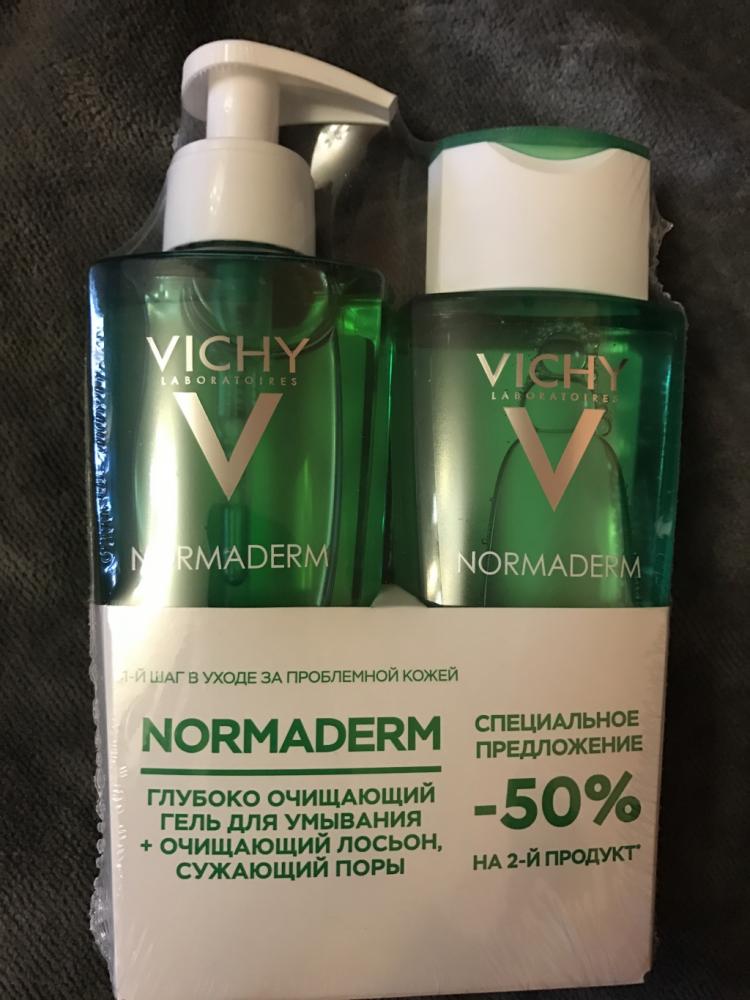 VICHY
LABORATOIRES
V
NORMADERM
VICHY
LABORATOIRES
V
NORMADERM
1-Й ШАГ В УХОДЕ ЗА ПРОБЛЕМНОЙ КОЖЕЙ
NORMADERM
ГЛУБОКО ОЧИЩАЮЩИЙ
ГЕЛЬ ДЛЯ УМЫВАНИЯ
+ ОЧИЩАЮЩИЙ ЛОСЬОН,
СУЖАЮЩИЙ ПОРЫ
СПЕЦИАЛЬНОЕ
ПРЕДЛОЖЕНИЕ
-50%
НА 2-Й ПРОДУКТ*